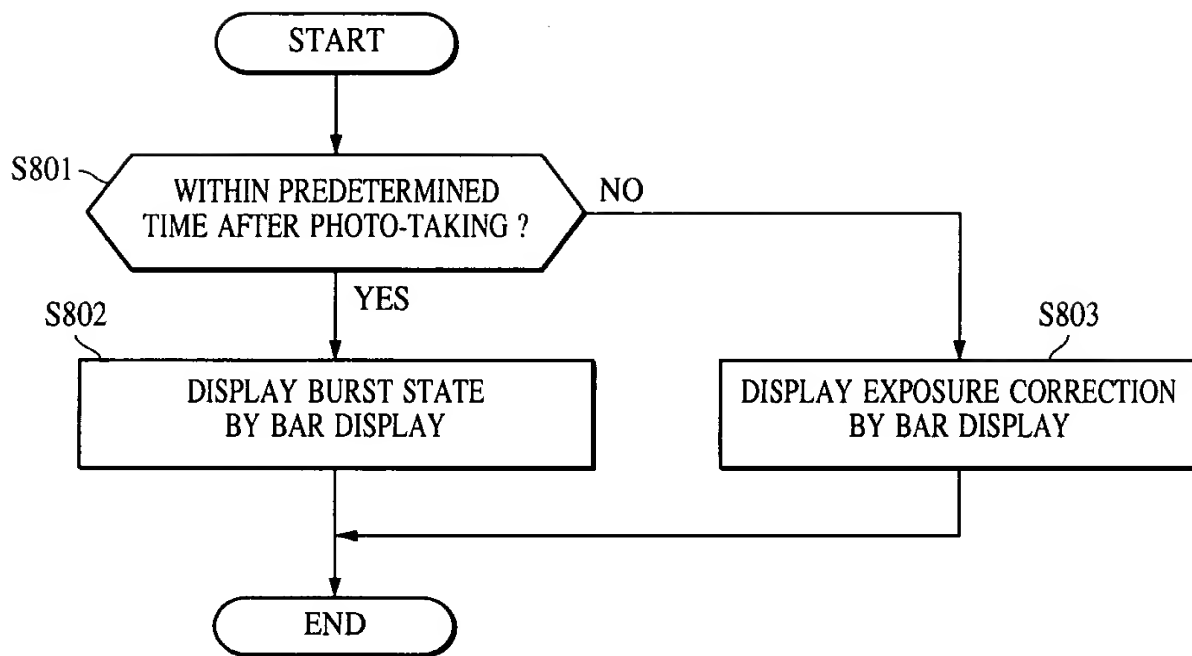 START
S801
WITHIN PREDETERMINED
TIME AFTER PHOTO-TAKING ?
NO
YES
S802
DISPLAY BURST STATE
BY BAR DISPLAY
S803
DISPLAY EXPOSURE CORRECTION
BY BAR DISPLAY
END